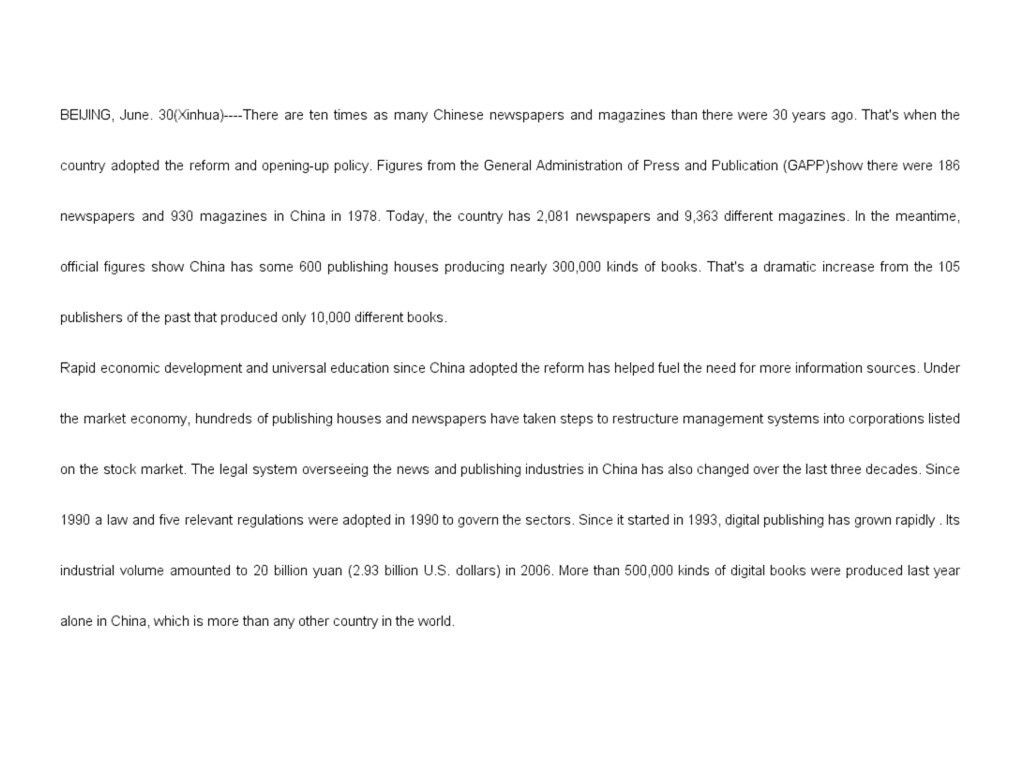 BEIJING, June. 30(Xinhua)----There are ten times as many Chinese newspapers and magazines than there were 30 years ago. That's when the
country adopted the reform and opening-up policy. Figures from the General Administration of Press and Publication (GAPP)show there were 186
newspapers and 930 magazines in China in 1978. Today, the country has 2,081 newspapers and 9,363 different magazines. In the meantime,
official figures show China has some 600 publishing houses producing nearly 300,000 kinds of books. That's a dramatic increase from the 105
publishers of the past that produced only 10,000 different books.
Rapid economic development and universal education since China adopted the reform has helped fuel the need for more information sources. Under
the market economy, hundreds of publishing houses and newspapers have taken steps to restructure management systems into corporations listed
on the stock market. The legal system overseeing the news and publishing industries in China has also changed over the last three decades. Since
1990 a law and five relevant regulations were adopted in 1990 to govern the sectors. Since it started in 1993, digital publishing has grown rapidly . Its
industrial volume amounted to 20 billion yuan (2.93 billion U.S. dollars) in 2006. More than 500,000 kinds of digital books were produced last year
alone in China, which is more than any other country in the world.